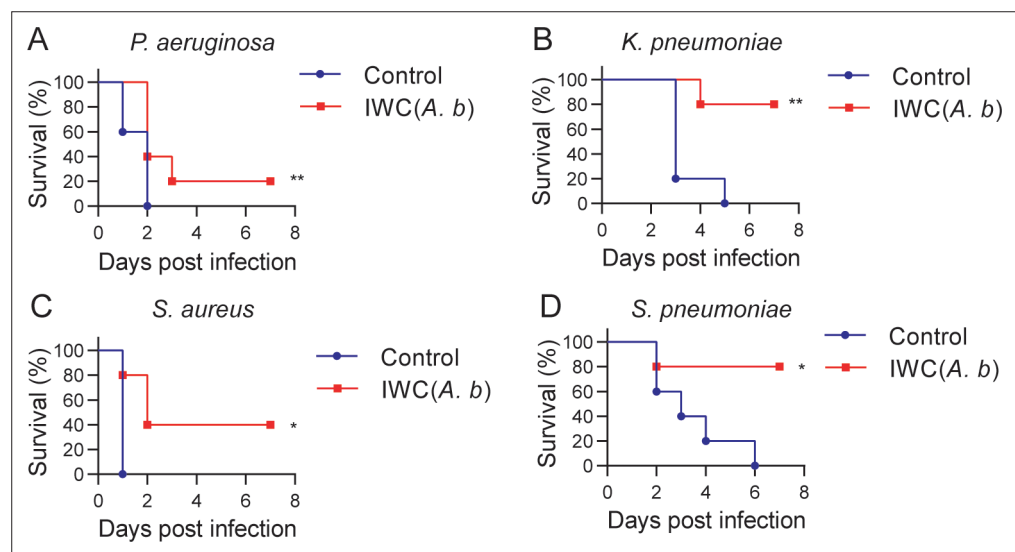 A
P. aeruginosa
Control
IWC(A. b)
Survival (%)
100
80
60
40
20
0
**
0 2 4 6 8
Days post infection
B
K. pneumoniae
Control
IWC(A. b)
Survival (%)
100
80
60
40
20
0
**
0 2 4 6 8
Days post infection
C
S. aureus
Control
IWC(A. b)
Survival (%)
100
80
60
40
20
0
*
0 2 4 6 8
Days post infection
D
S. pneumoniae
Control
IWC(A. b)
Survival (%)
100
80
60
40
20
0
*
0 2 4 6 8
Days post infection